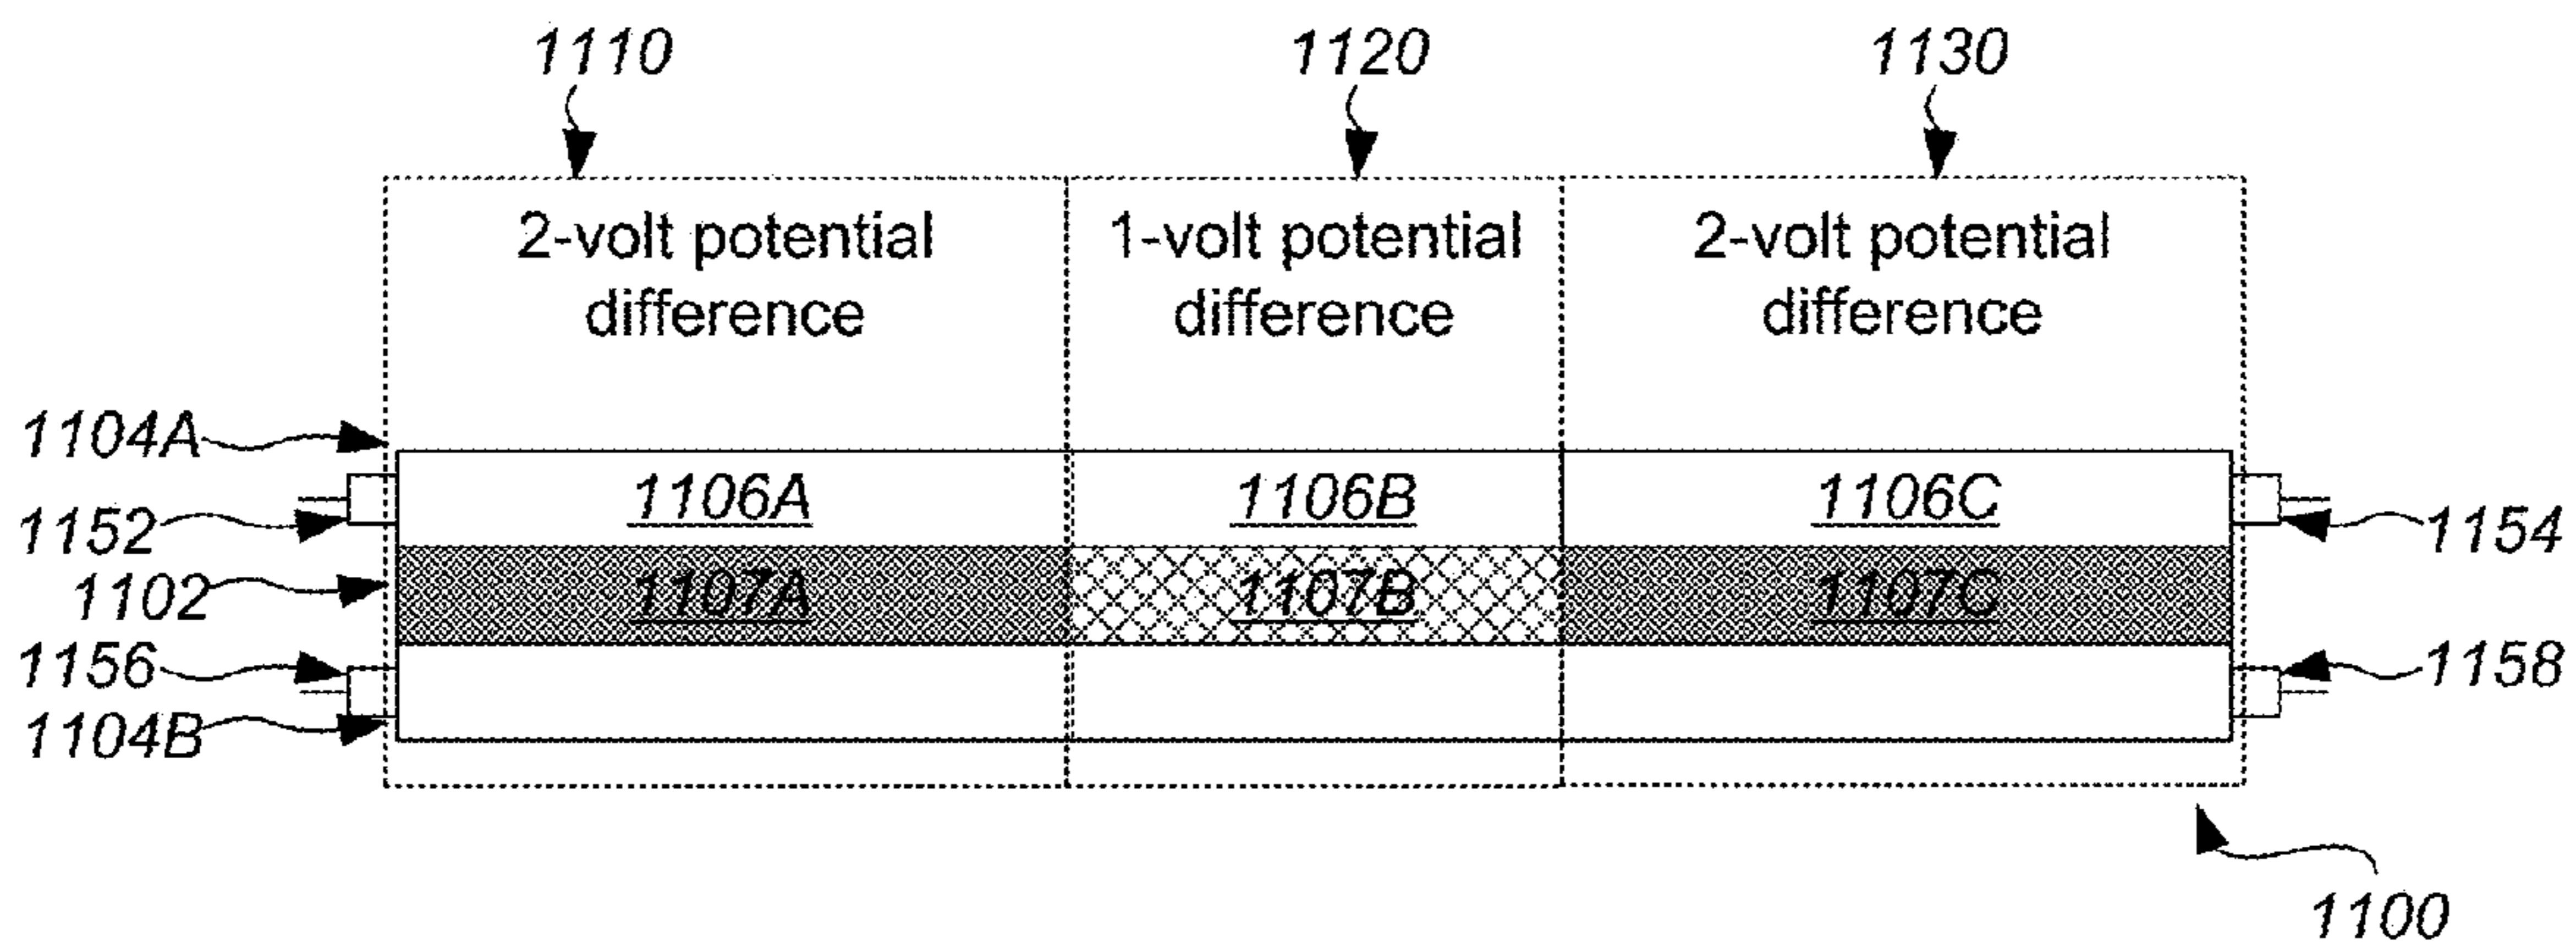 1110 1120 1130
2-volt potential 1-volt potential 2-volt potential
difference difference difference
1104A
1106A 1106B 1106C
1152 1154
1102 1107A 1107B 1107C
1156 1158
1104B
1100